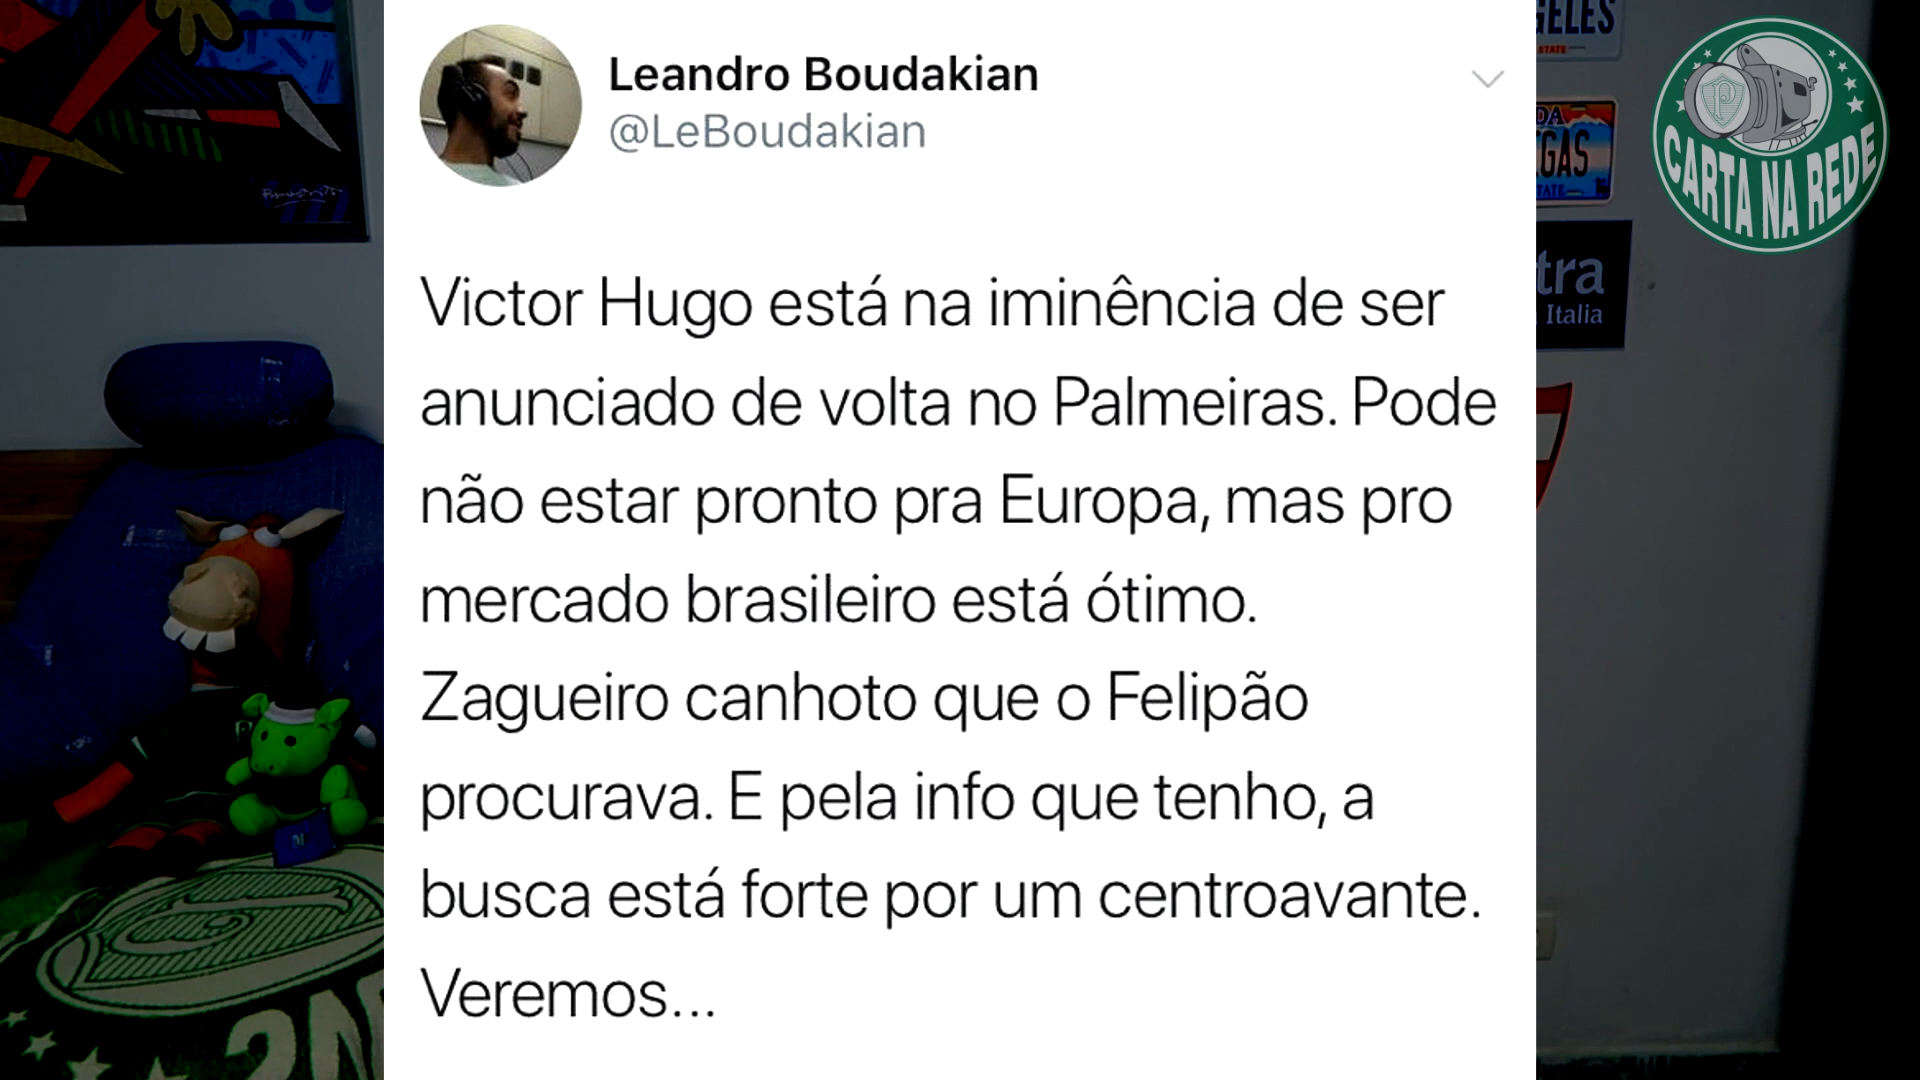 Leandro Boudakian
@LeBoudakian
Victor Hugo está na iminência de ser
anunciado de volta no Palmeiras. Pode
não estar pronto pra Europa, mas pro
mercado brasileiro está ótimo.
Zagueiro canhoto que o Felipão
procurava. E pela info que tenho, a
busca está forte por um centroavante.
Veremos...
CARTA NA REDE
Italia